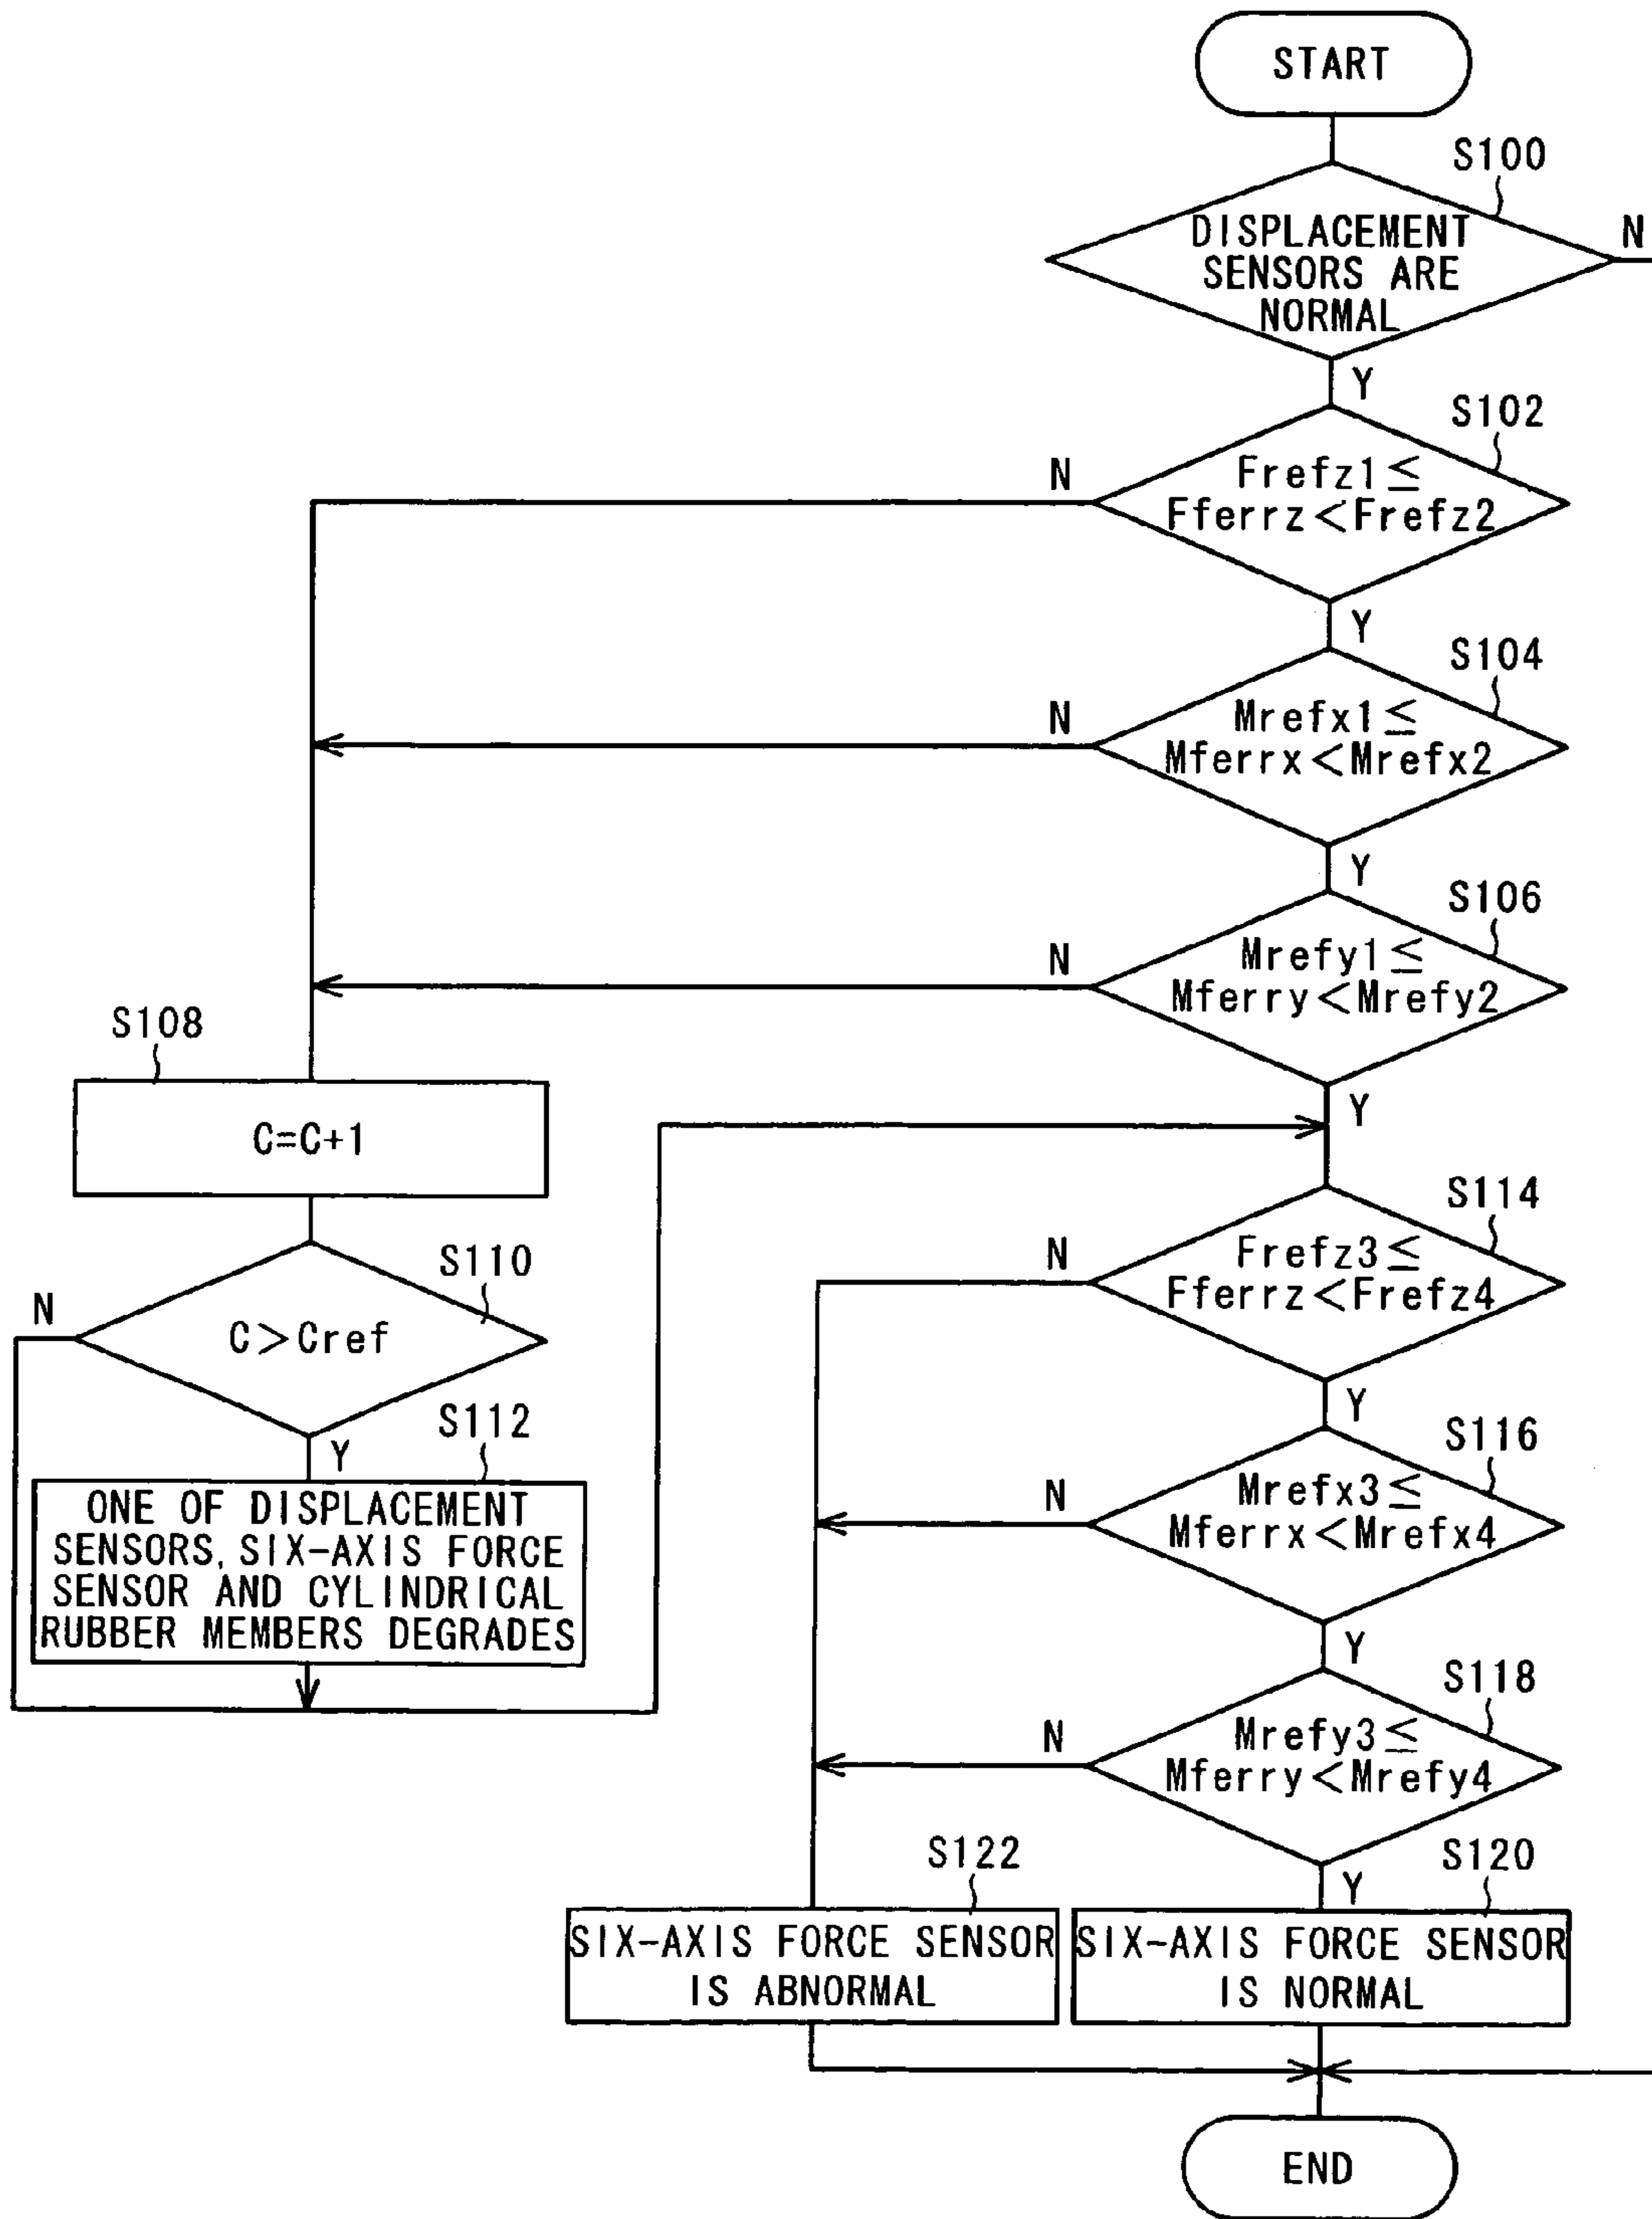 START
S100
DISPLACEMENT
SENSORS ARE
NORMAL
N
Y
S102
Frefz1≤
Fferrz<Frefz2
N
Y
S104
Mrefx1≤
Mferrx<Mrefx2
N
Y
S106
Mrefy1≤
Mferry<Mrefy2
N
Y
S108
C=C+1
S110
C>Cref
N
Y
S112
ONE OF DISPLACEMENT
SENSORS, SIX-AXIS FORCE
SENSOR AND CYLINDRICAL
RUBBER MEMBERS DEGRADES
S114
Frefz3≤
Fferrz<Frefz4
N
Y
S116
Mrefx3≤
Mferrx<Mrefx4
N
Y
S118
Mrefy3≤
Mferry<Mrefy4
N
Y
S122
SIX-AXIS FORCE SENSOR
IS ABNORMAL
S120
SIX-AXIS FORCE SENSOR
IS NORMAL
END